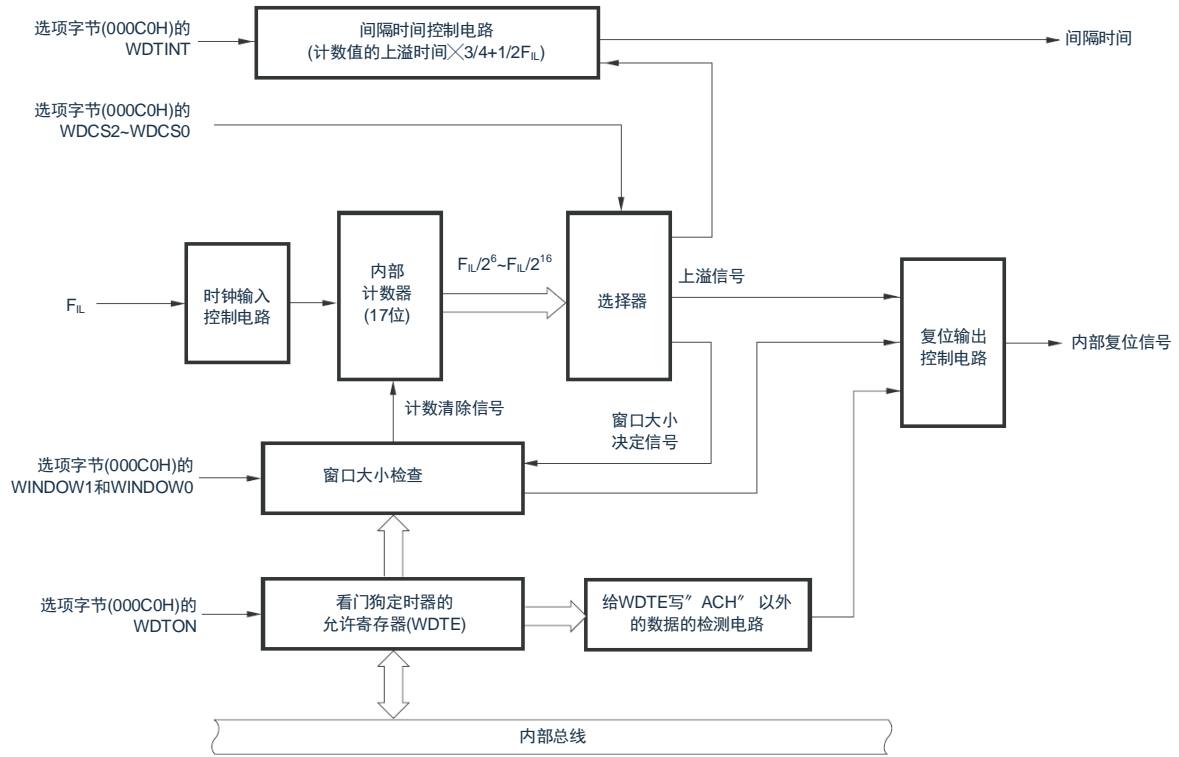 选项字节(000C0H)的
WDTINT
间隔时间控制电路
(计数值的上溢时间╳3/4+1/2FIL)
间隔时间
选项字节(000C0H)的
WDCS2~WDCS0
FIL
时钟输入
控制电路
内部
计数器
(17位)
FIL/2⁶~FIL/2¹⁶
选择器
上溢信号
复位输出
控制电路
内部复位信号
计数清除信号
窗口大小
决定信号
选项字节(000C0H)的
WINDOW1和WINDOW0
窗口大小检查
选项字节(000C0H)的
WDTON
看门狗定时器的
允许寄存器(WDTE)
给WDTE写〞ACH〞 以外
的数据的检测电路
内部总线